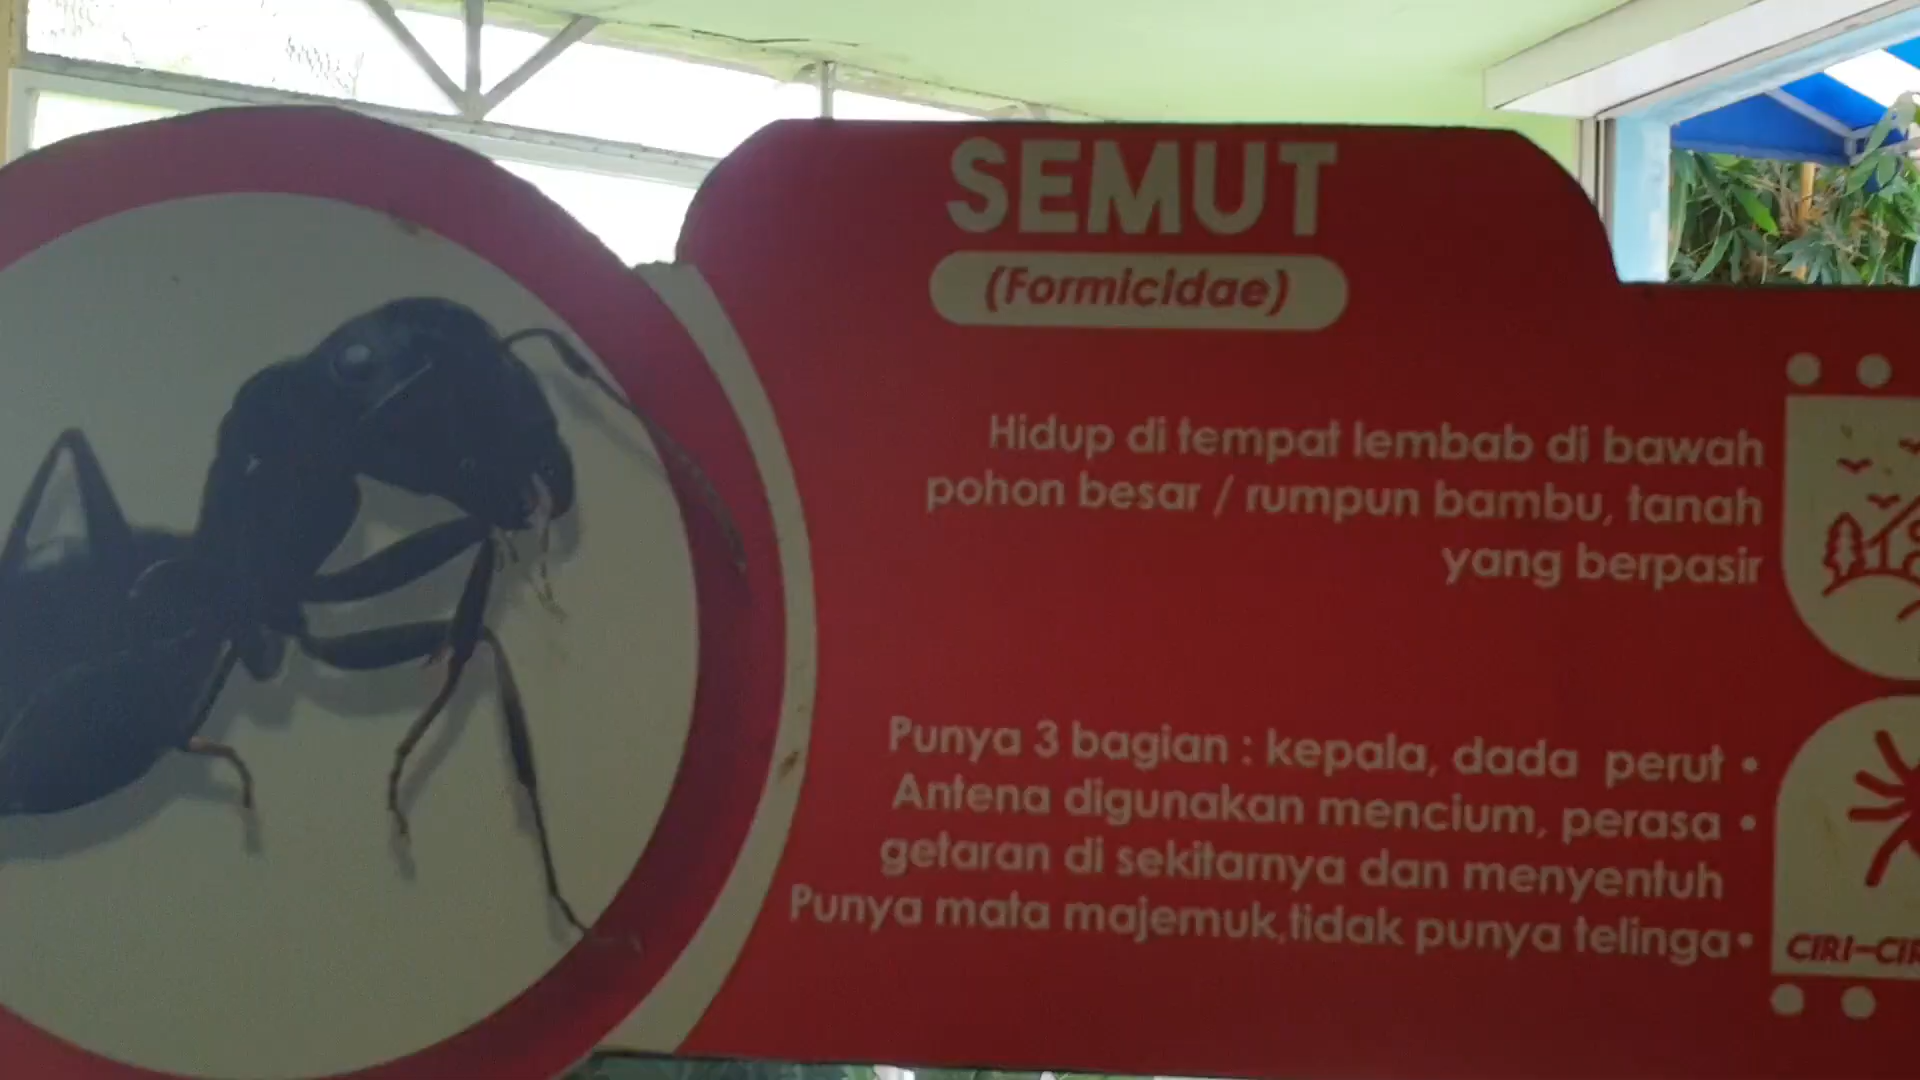 SEMUT
(Formicidae)
Hidup di tempat lembab di bawah
pohon besar / rumpun bambu, tanah
yang berpasir
Punya 3 bagian : kepala, dada perut •
Antena digunakan mencium, perasa •
getaran di sekitarnya dan menyentuh
Punya mata majemuk,tidak punya telinga•
CIRI-CIR